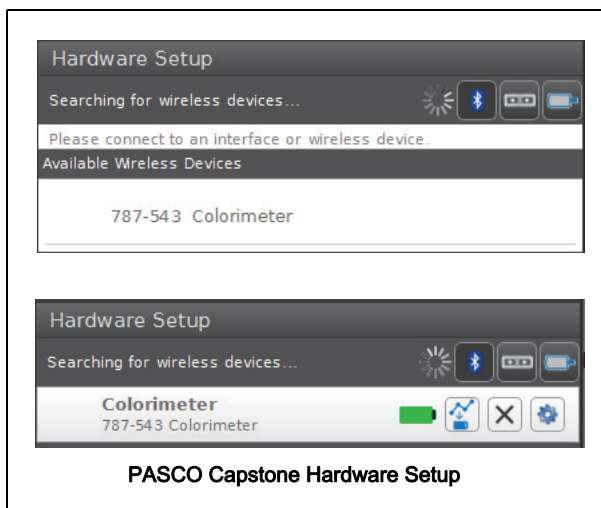 Hardware Setup
Searching for wireless devices...
Please connect to an interface or wireless device.
Available Wireless Devices
787-543 Colorimeter
Hardware Setup
Searching for wireless devices...
Colorimeter
787-543 Colorimeter
PASCO Capstone Hardware Setup